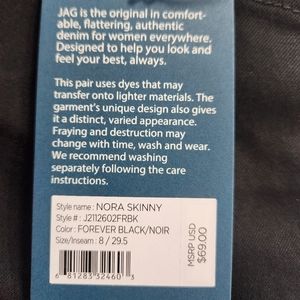 JAG is the original in comfort-
able, flattering, authentic
denim for women everywhere.
Designed to help you look and
feel your best, always.
This pair uses dyes that may
transfer onto lighter materials. The
garment's unique design also gives
it a distinct, varied appearance.
Fraying and destruction may
change with time, wash and wear.
We recommend washing
separately following the care
instructions.
Style name: NORA SKINNY
Style #: J2112602FRBK
Color: FOREVER BLACK/NOIR
Size/Inseam: 8 / 29.5
6 81283 32460 3
MSRP USD
$69.00